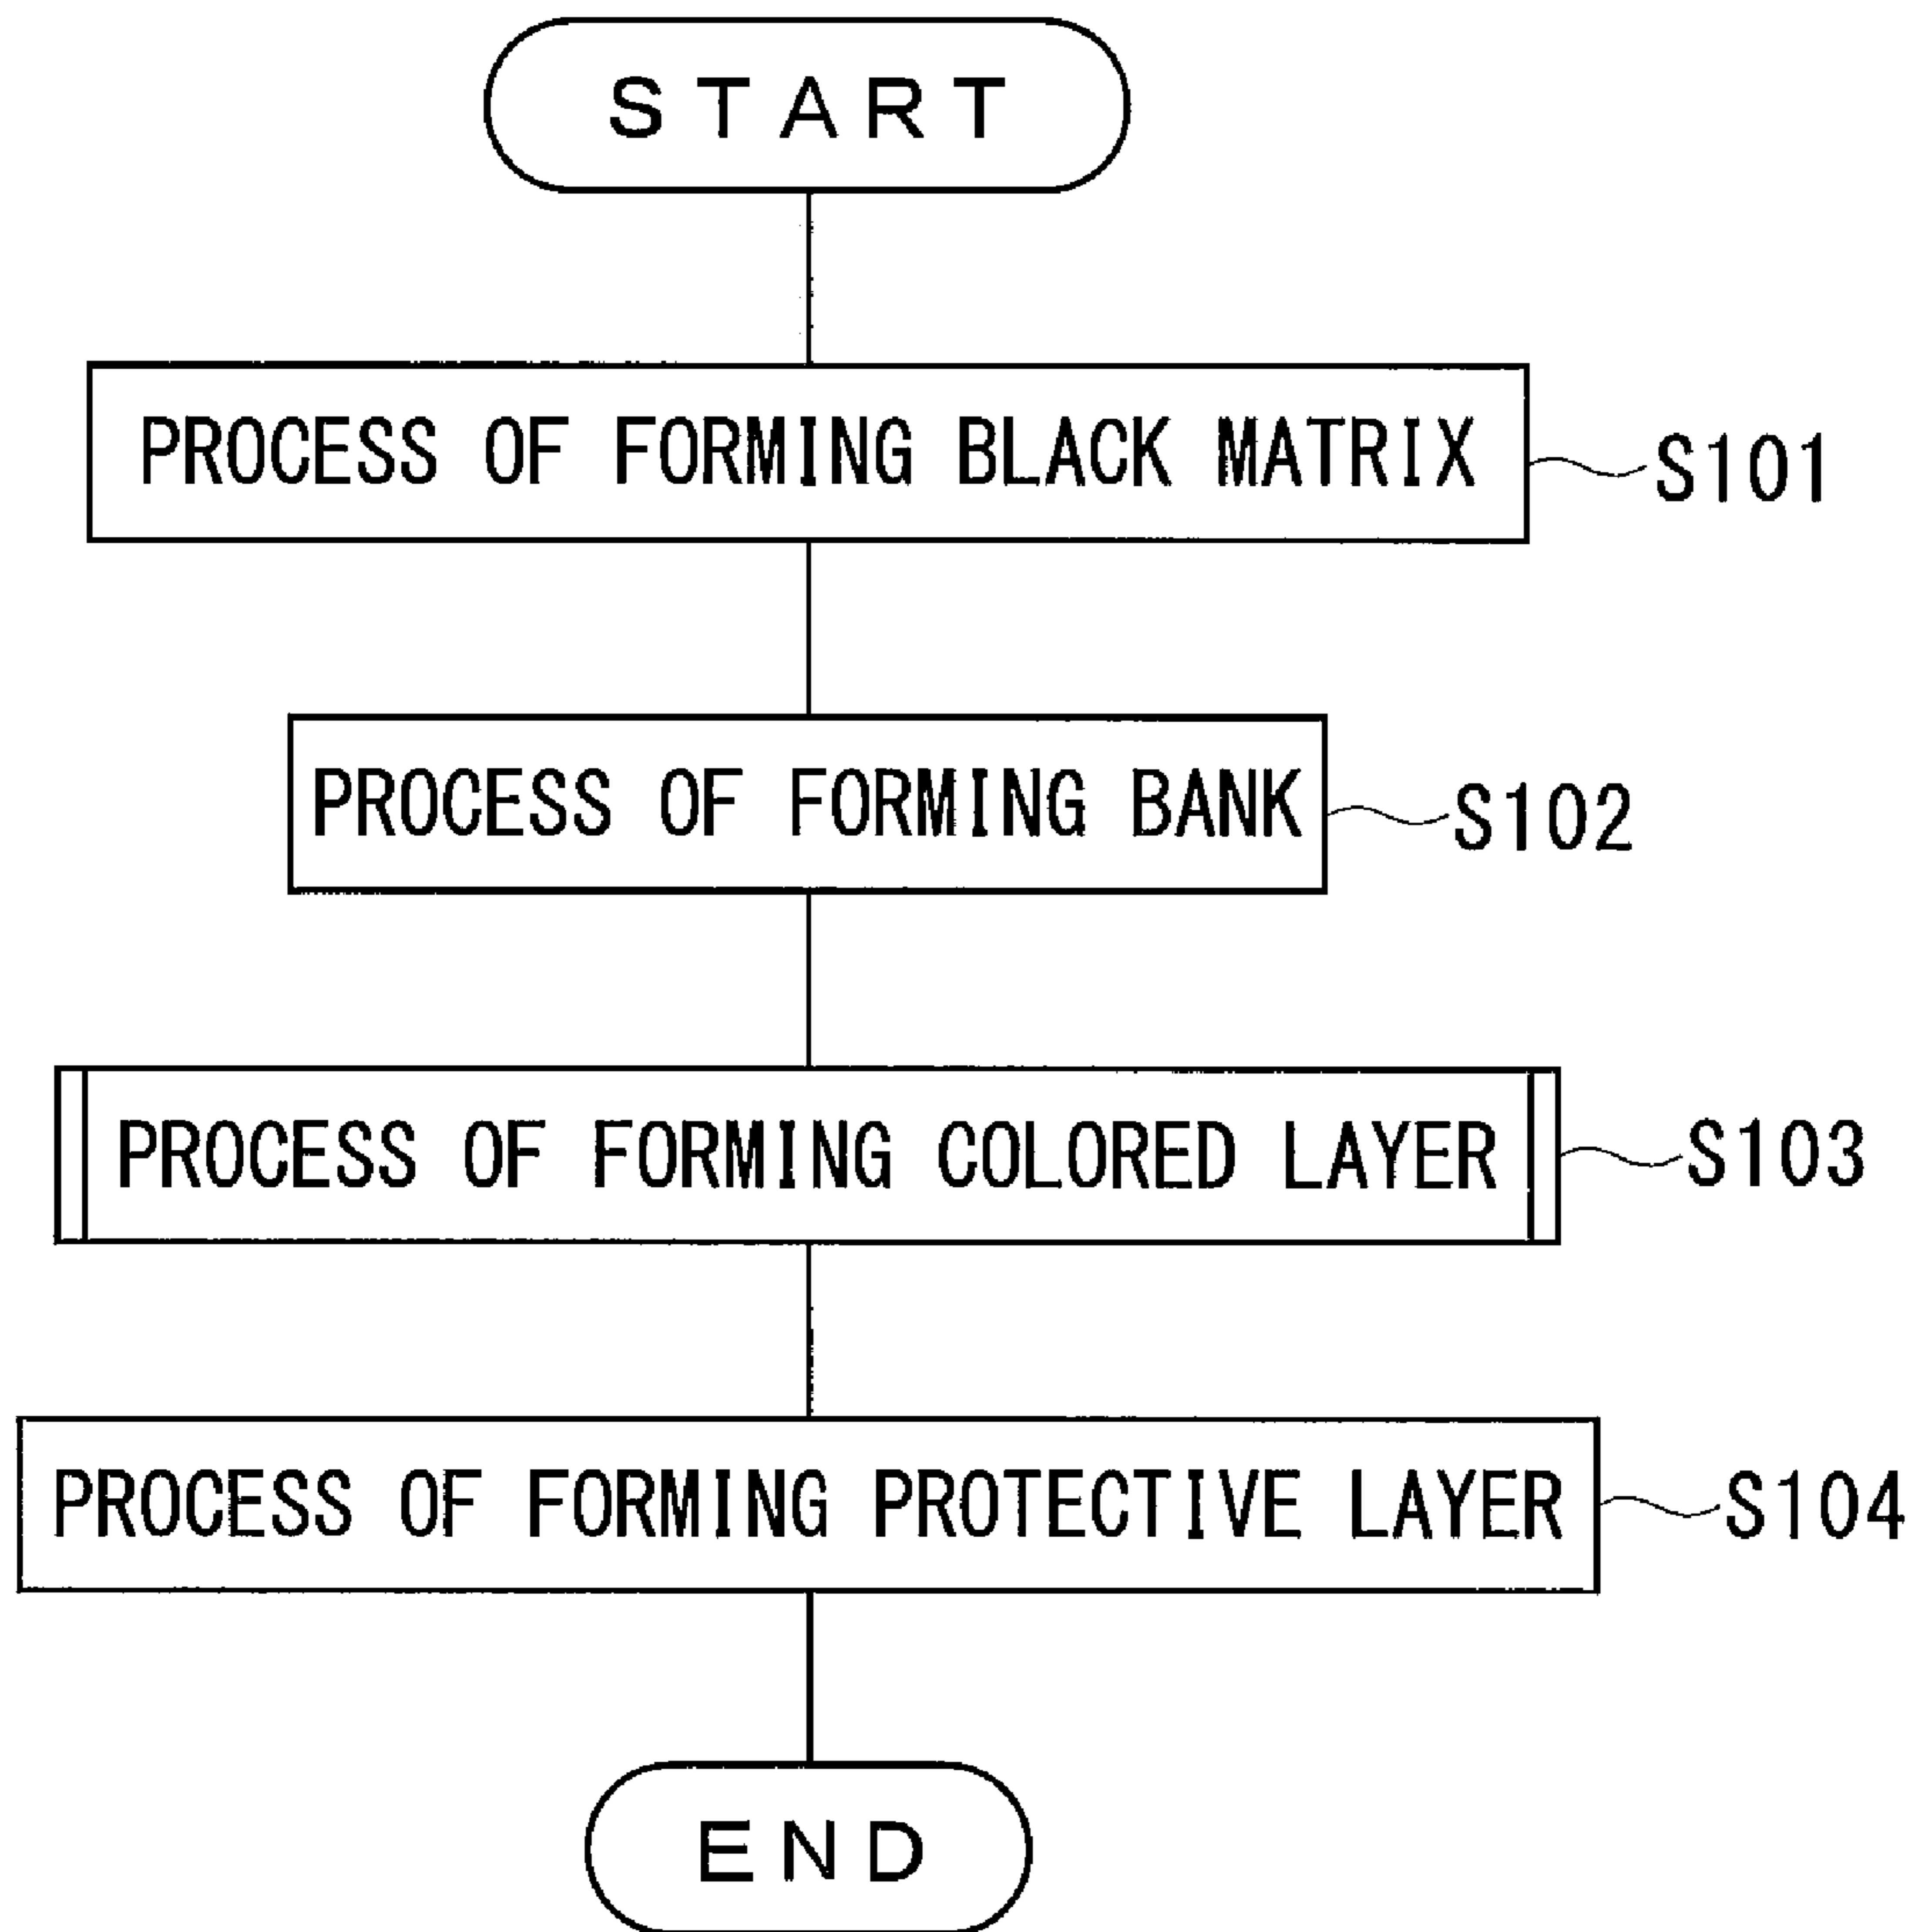 START
PROCESS OF FORMING BLACK MATRIX S101
PROCESS OF FORMING BANK S102
PROCESS OF FORMING COLORED LAYER S103
PROCESS OF FORMING PROTECTIVE LAYER S104
END